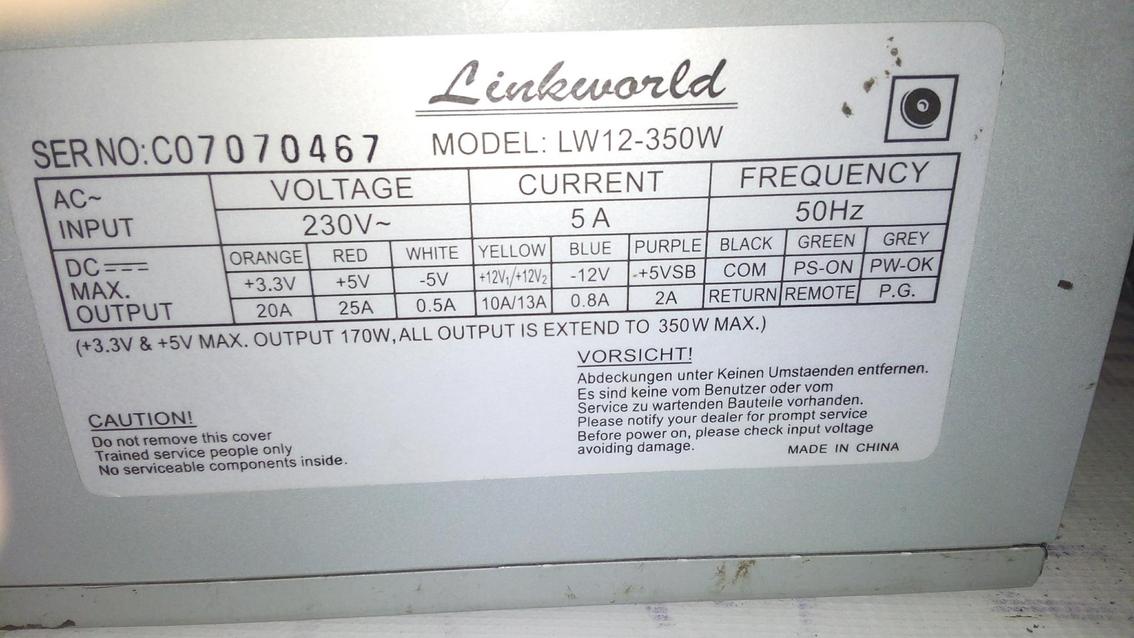 Linkworld
SER NO: C07070467 MODEL: LW12-350W
AC~ INPUT VOLTAGE CURRENT FREQUENCY
230V~ 5 A 50Hz
DC MAX. OUTPUT ORANGE RED WHITE YELLOW BLUE PURPLE BLACK GREEN GREY
+3.3V +5V -5V +12V1/+12V2 -12V +5VSB COM PS-ON PW-OK
20A 25A 0.5A 10A/13A 0.8A 2A RETURN REMOTE P.G.
(+3.3V & +5V MAX. OUTPUT 170W, ALL OUTPUT IS EXTEND TO 350W MAX.)
CAUTION!
Do not remove this cover
Trained service people only
No serviceable components inside.
VORSICHT!
Abdeckungen unter Keinen Umstaenden entfernen.
Es sind keine vom Benutzer oder vom
Service zu wartenden Bauteile vorhanden.
Please notify your dealer for prompt service
Before power on, please check input voltage
avoiding damage. MADE IN CHINA